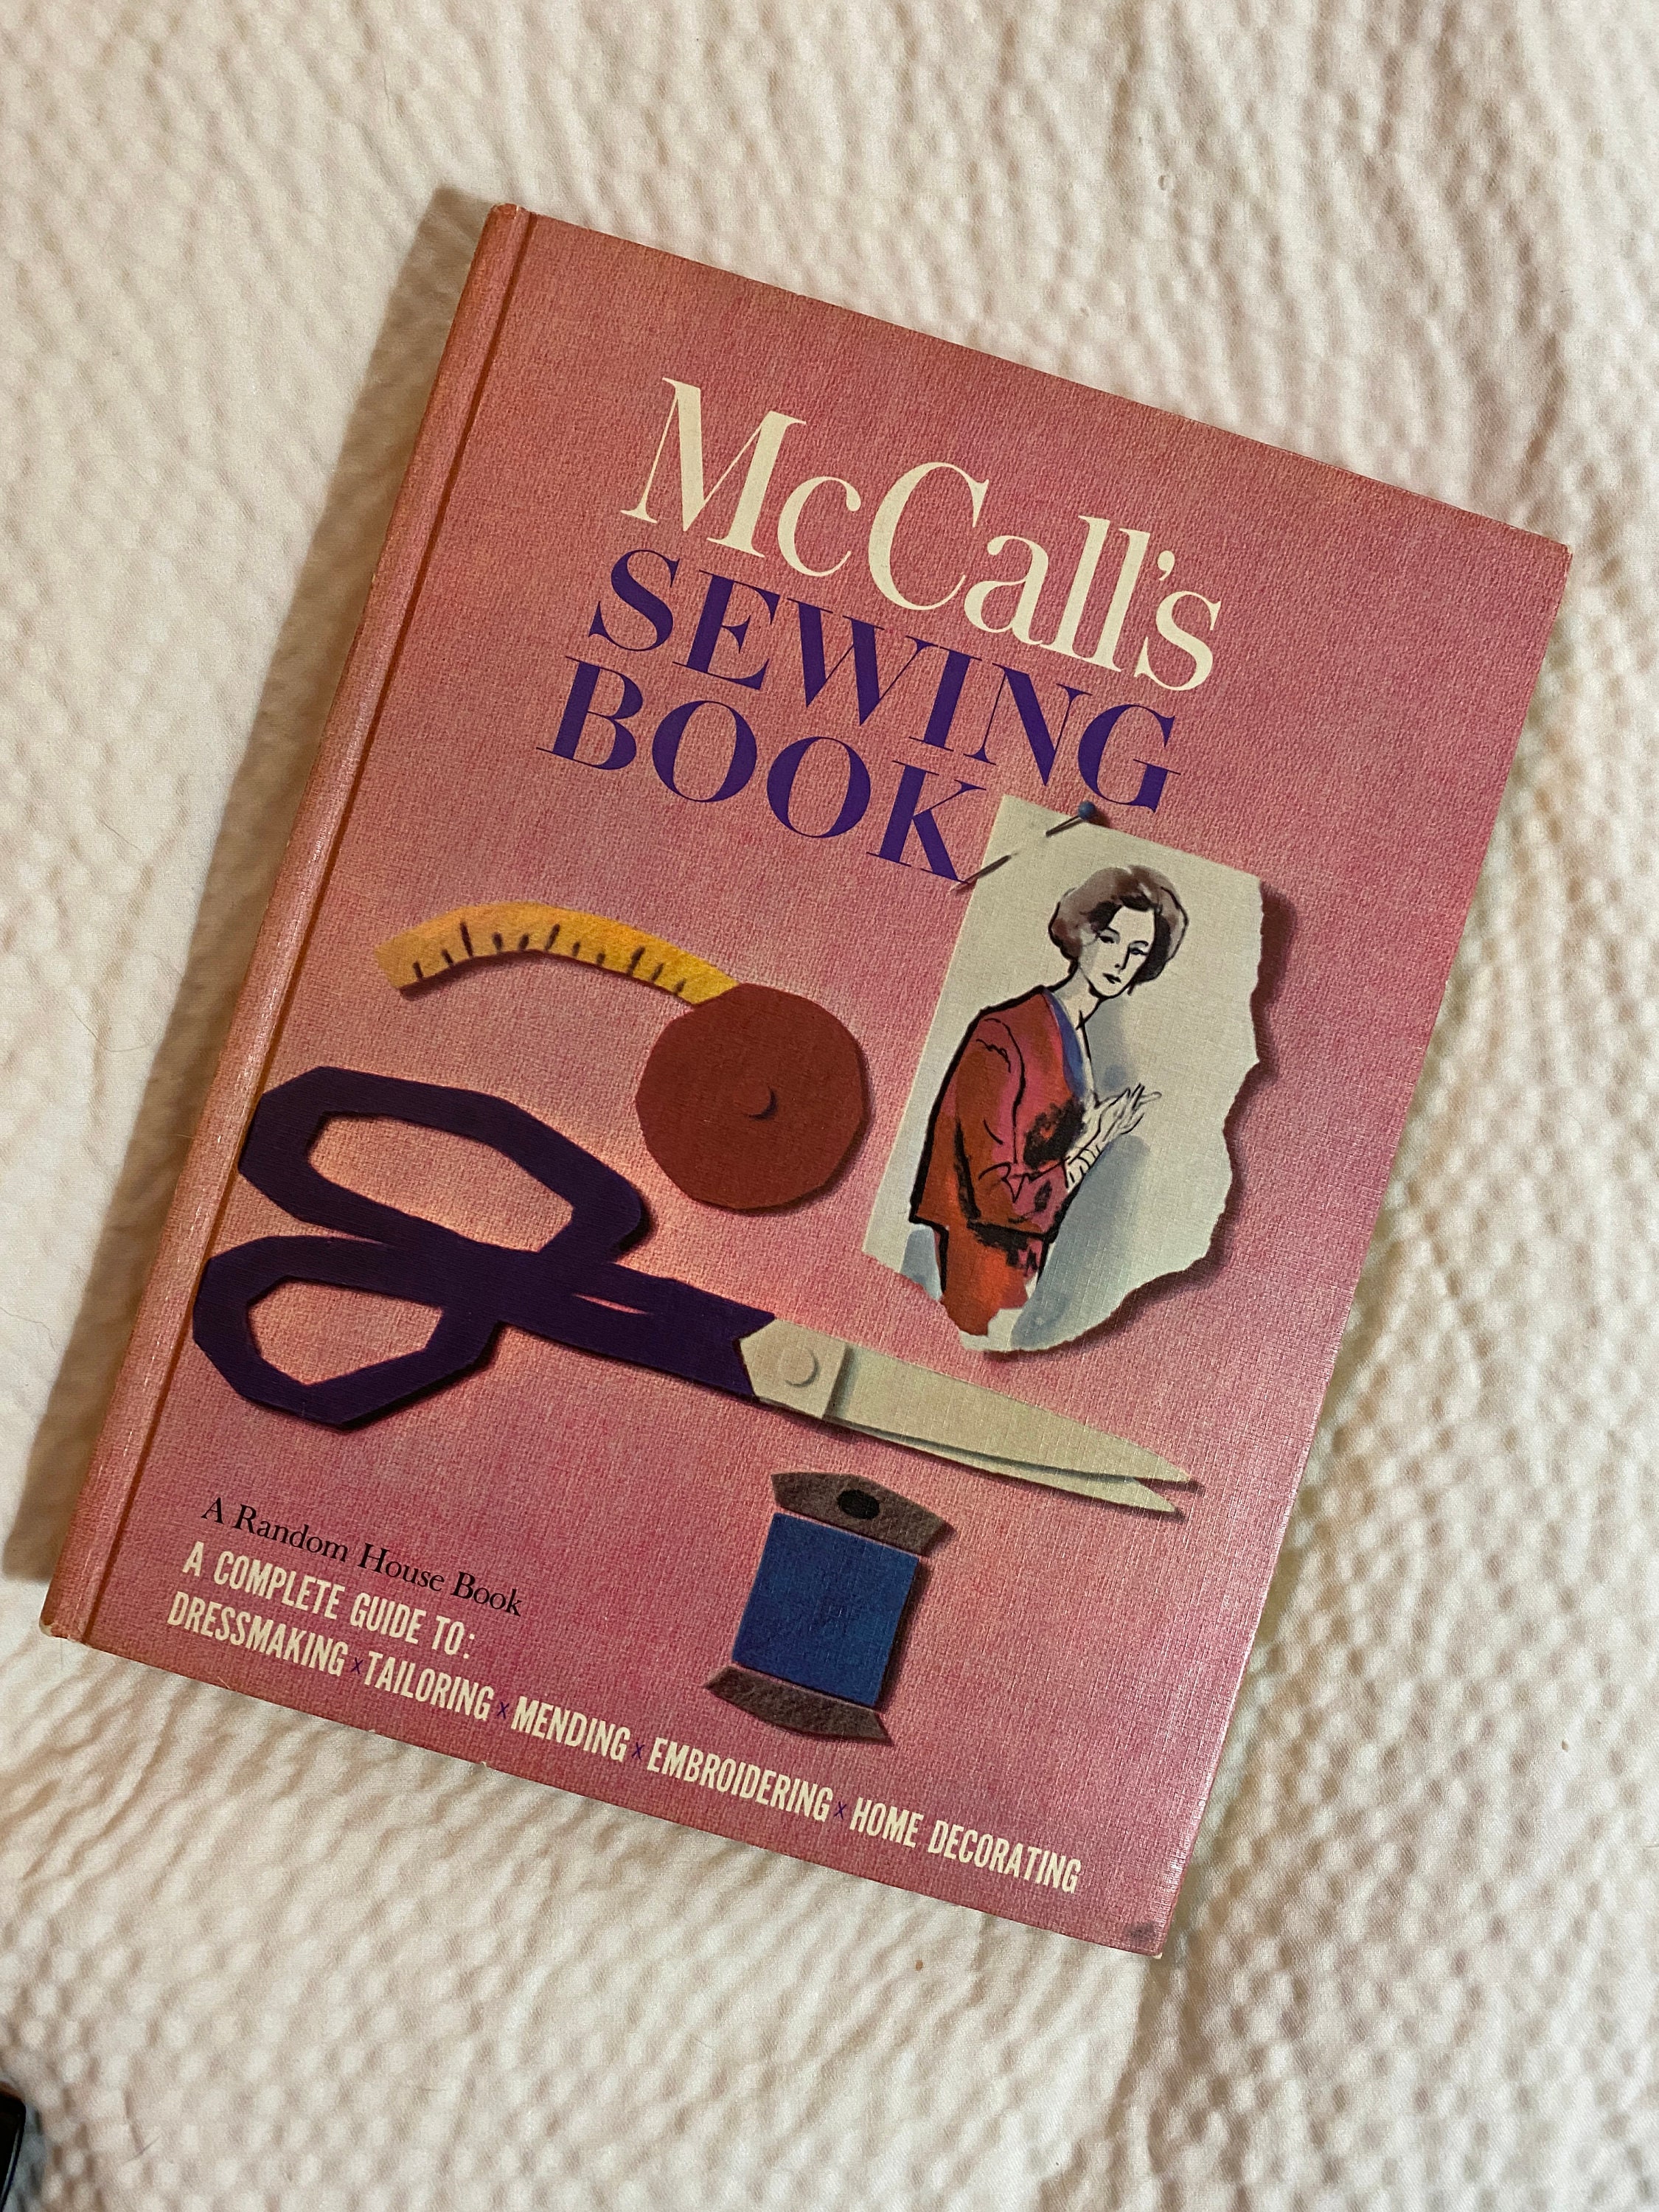 McCall's
SEWING
BOOK
A Random House Book
A COMPLETE GUIDE TO:
DRESSMAKING x TAILORING x MENDING x EMBROIDERING x HOME DECORATING